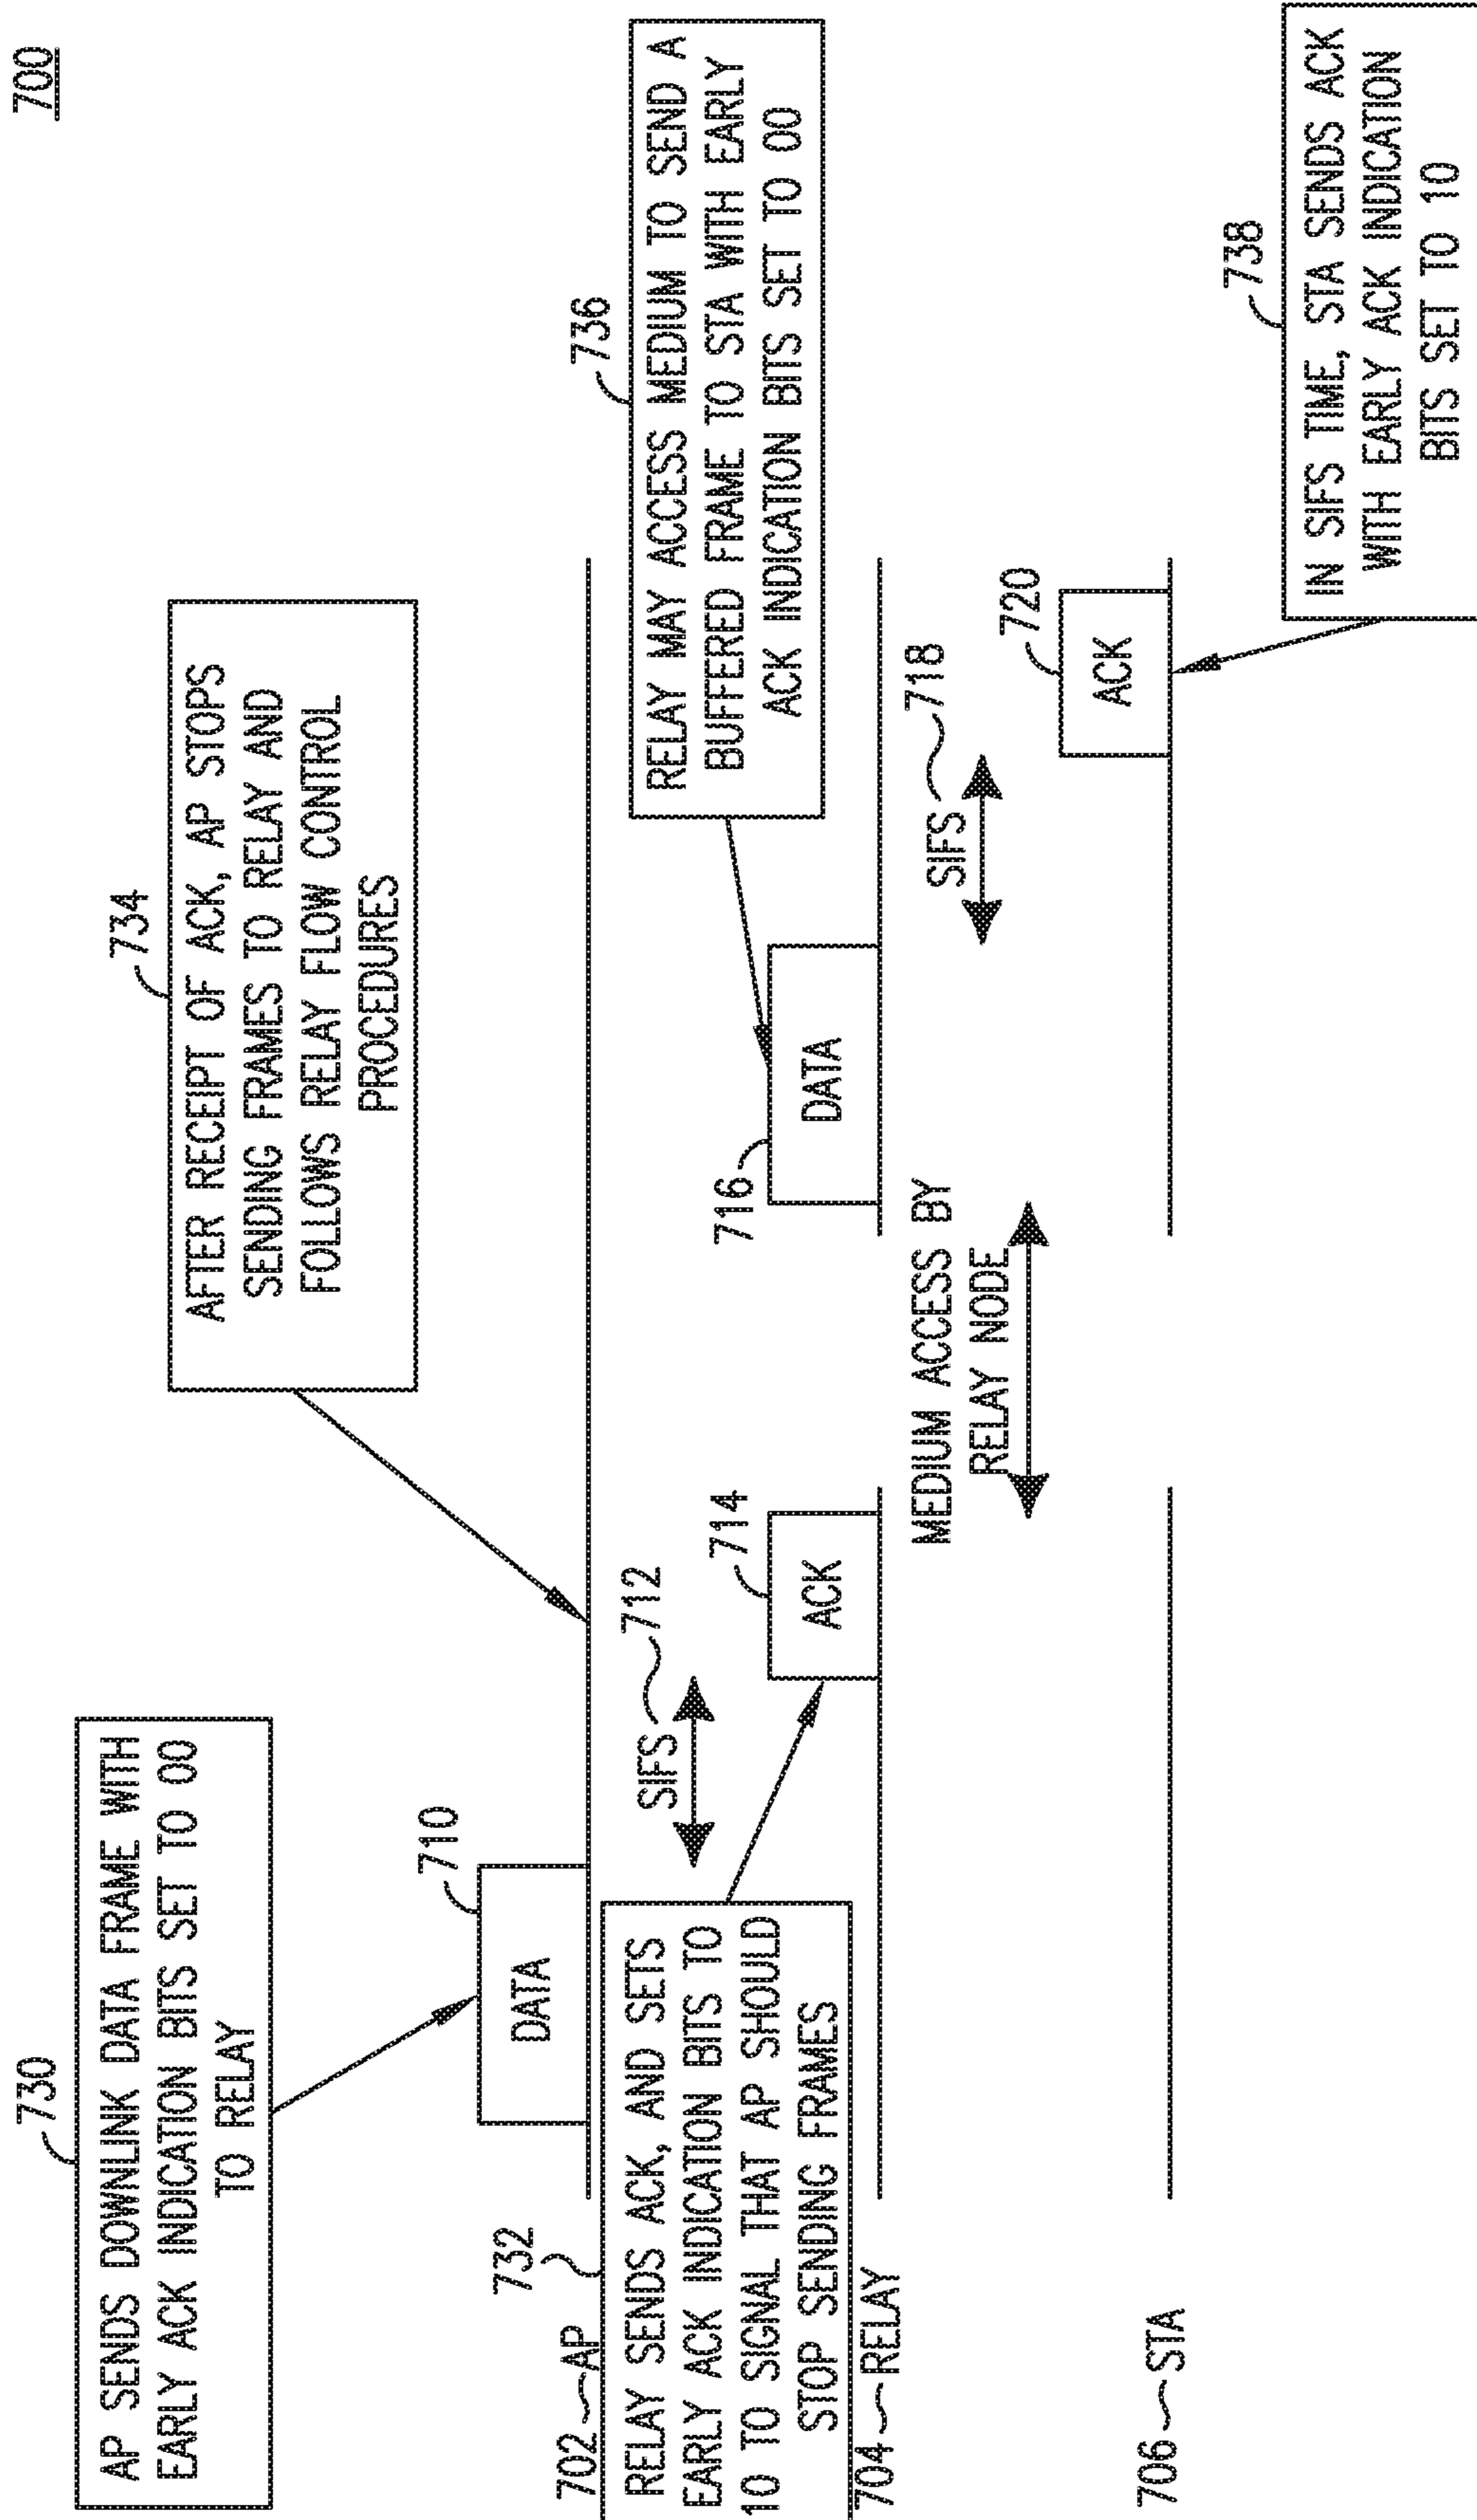 700
730
AP SENDS DOWNLINK DATA FRAME WITH
EARLY ACK INDICATION BITS SET TO 00
TO RELAY
734
AFTER RECEIPT OF ACK, AP STOPS
SENDING FRAMES TO RELAY AND
FOLLOWS RELAY FLOW CONTROL
PROCEDURES
710
DATA
702 AP
732
RELAY SENDS ACK, AND SETS
EARLY ACK INDICATION BITS TO
10 TO SIGNAL THAT AP SHOULD
STOP SENDING FRAMES
SIFS 712
714
ACK
736
RELAY MAY ACCESS MEDIUM TO SEND A
BUFFERED FRAME TO STA WITH EARLY
ACK INDICATION BITS SET TO 00
716
DATA
704 RELAY
MEDIUM ACCESS BY
RELAY NODE
SIFS 718
720
ACK
706 STA
738
IN SIFS TIME, STA SENDS ACK
WITH EARLY ACK INDICATION
BITS SET TO 10